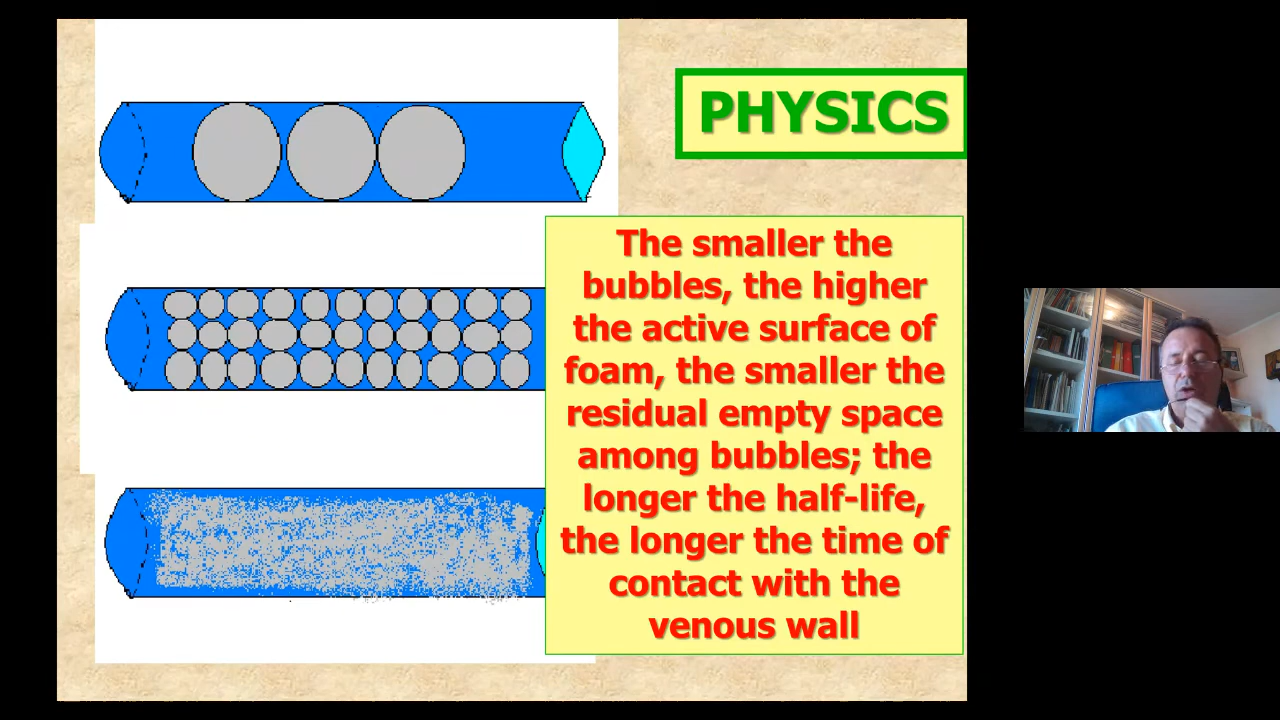 PHYSICS
The smaller the
bubbles, the higher
the active surface of
foam, the smaller the
residual empty space
among bubbles; the
longer the half-life,
the longer the time of
contact with the
venous wall